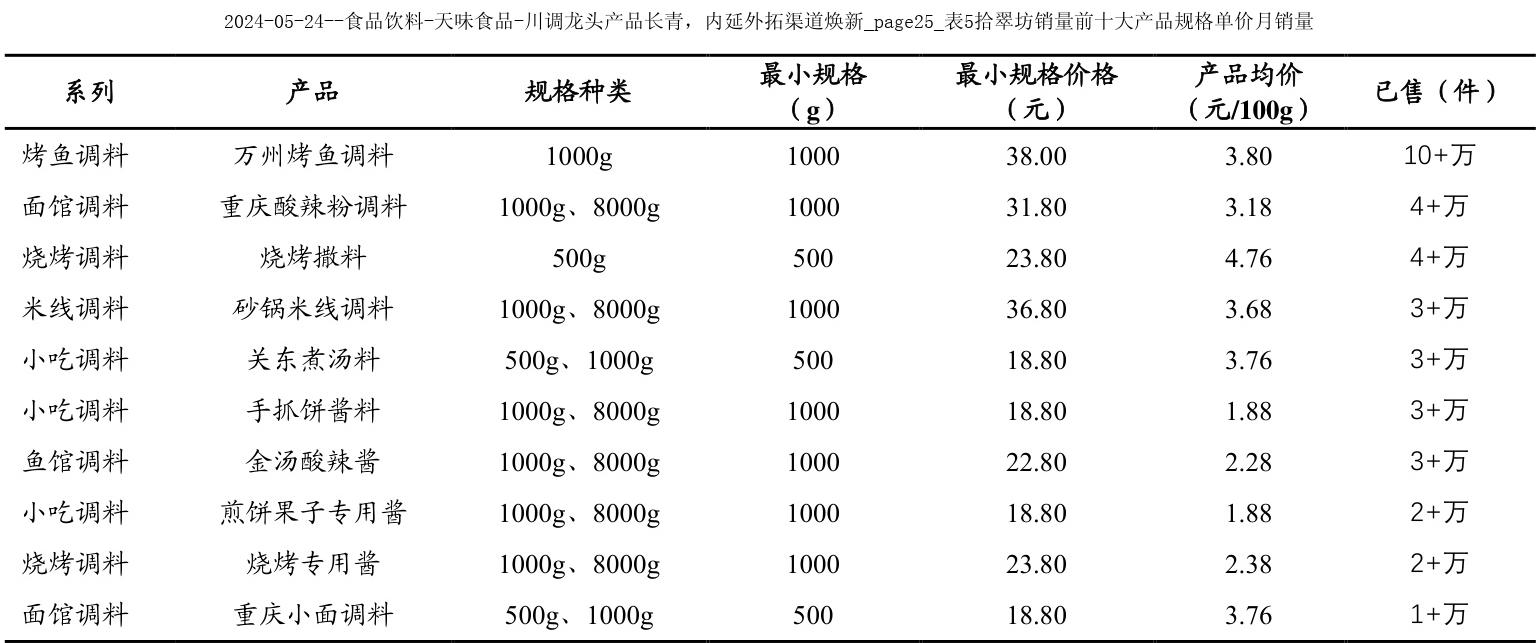 2024-05-24--食品饮料-天味食品-川调龙头产品长青，内延外拓渠道焕新_page25_表5拾翠坊销量前十大产品规格单价月销量
系列 产品 规格种类 最小规格（g） 最小规格价格（元） 产品均价（元/100g） 已售（件）
烤鱼调料 万州烤鱼调料 1000g 1000 38.00 3.80 10+万
面馆调料 重庆酸辣粉调料 1000g、8000g 1000 31.80 3.18 4+万
烧烤调料 烧烤撒料 500g 500 23.80 4.76 4+万
米线调料 砂锅米线调料 1000g、8000g 1000 36.80 3.68 3+万
小吃调料 关东煮汤料 500g、1000g 500 18.80 3.76 3+万
小吃调料 手抓饼酱料 1000g、8000g 1000 18.80 1.88 3+万
鱼馆调料 金汤酸辣酱 1000g、8000g 1000 22.80 2.28 3+万
小吃调料 煎饼果子专用酱 1000g、8000g 1000 18.80 1.88 2+万
烧烤调料 烧烤专用酱 1000g、8000g 1000 23.80 2.38 2+万
面馆调料 重庆小面调料 500g、1000g 500 18.80 3.76 1+万